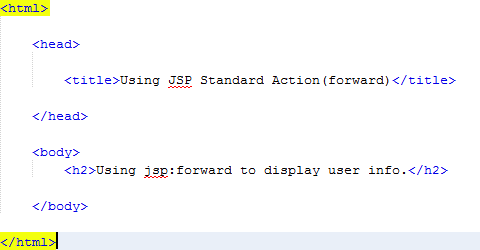 <html>
<head>
<title>Using JSP Standard Action(forward)</title>
</head>
<body>
<h2>Using jsp:forward to display user info.</h2>
</body>
</html>